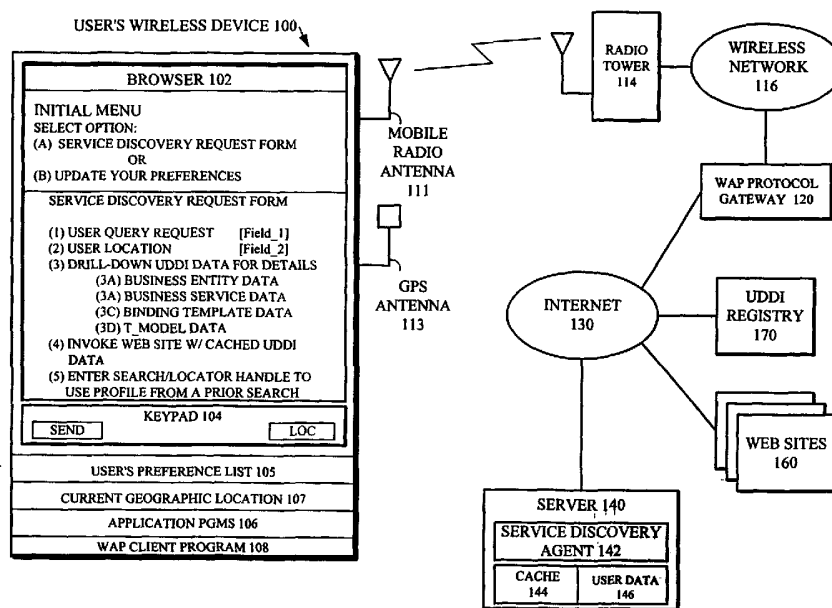 USER'S WIRELESS DEVICE 100
BROWSER 102
INITIAL MENU
SELECT OPTION:
(A) SERVICE DISCOVERY REQUEST FORM
OR
(B) UPDATE YOUR PREFERENCES
SERVICE DISCOVERY REQUEST FORM
(1) USER QUERY REQUEST [Field_1]
(2) USER LOCATION [Field_2]
(3) DRILL-DOWN UDDI DATA FOR DETAILS
(3A) BUSINESS ENTITY DATA
(3A) BUSINESS SERVICE DATA
(3C) BINDING TEMPLATE DATA
(3D) T_MODEL DATA
(4) INVOKE WEB SITE W/ CACHED UDDI
DATA
(5) ENTER SEARCH/LOCATOR HANDLE TO
USE PROFILE FROM A PRIOR SEARCH
KEYPAD 104
SEND
LOC
USER'S PREFERENCE LIST 105
CURRENT GEOGRAPHIC LOCATION 107
APPLICATION PGMS 106
WAP CLIENT PROGRAM 108
MOBILE
RADIO
ANTENNA
111
GPS
ANTENNA
113
RADIO
TOWER
114
WIRELESS
NETWORK
116
WAP PROTOCOL
GATEWAY 120
INTERNET
130
UDDI
REGISTRY
170
WEB SITES
160
SERVER 140
SERVICE DISCOVERY
AGENT 142
CACHE
144
USER DATA
146